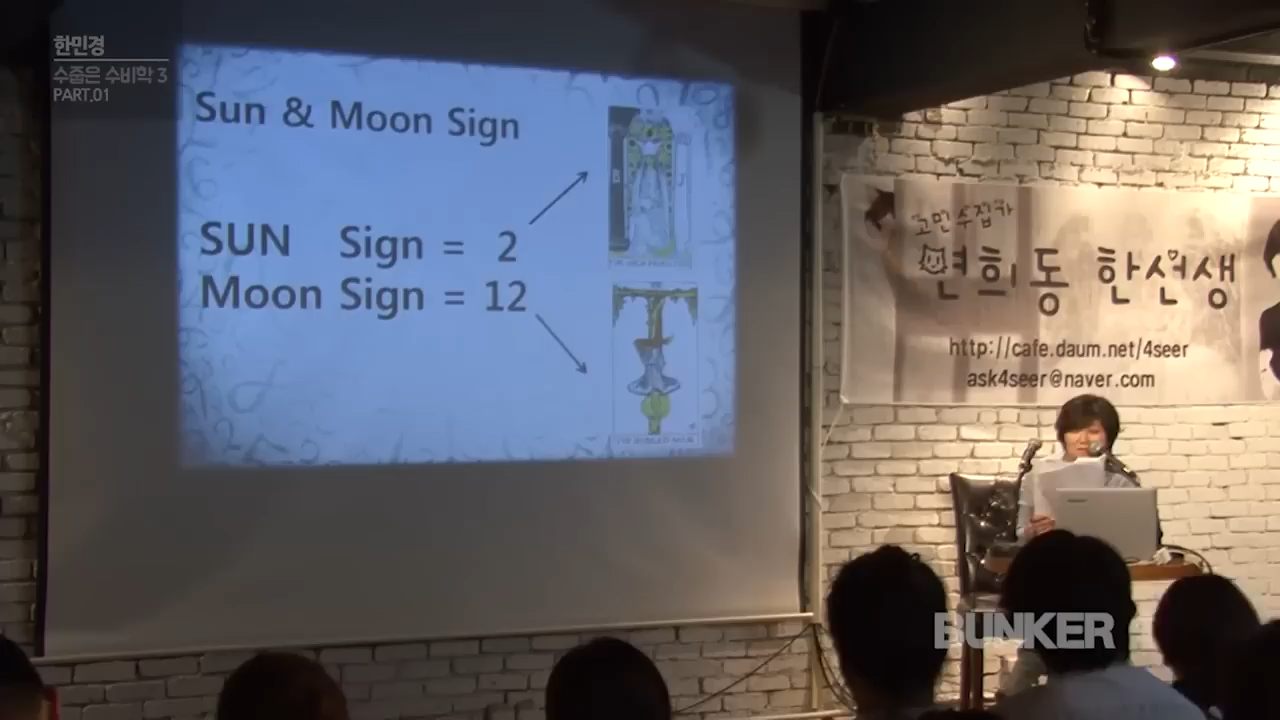 한민경
수줍은 수비학 3
PART.01
Sun & Moon Sign
SUN Sign = 2
Moon Sign = 12
B
J
고민 수집가
연희동 한선생
http://cafe.daum.net/4seer
ask4seer@naver.com
BUNKER